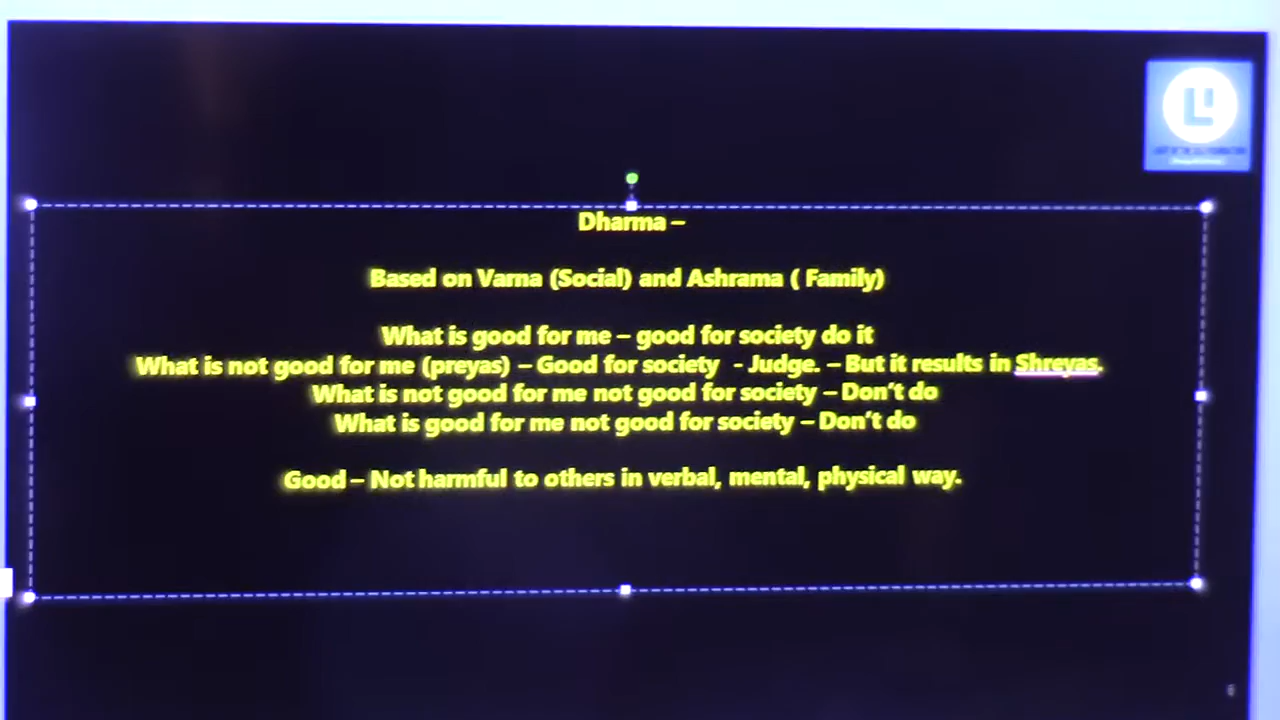 Dharma –
Based on Varna (Social) and Ashrama ( Family)
What is good for me – good for society do it
What is not good for me (preyas) – Good for society  - Judge. – But it results in Shreyas.
What is not good for me not good for society – Don't do
What is good for me not good for society – Don't do
Good – Not harmful to others in verbal, mental, physical way.
6